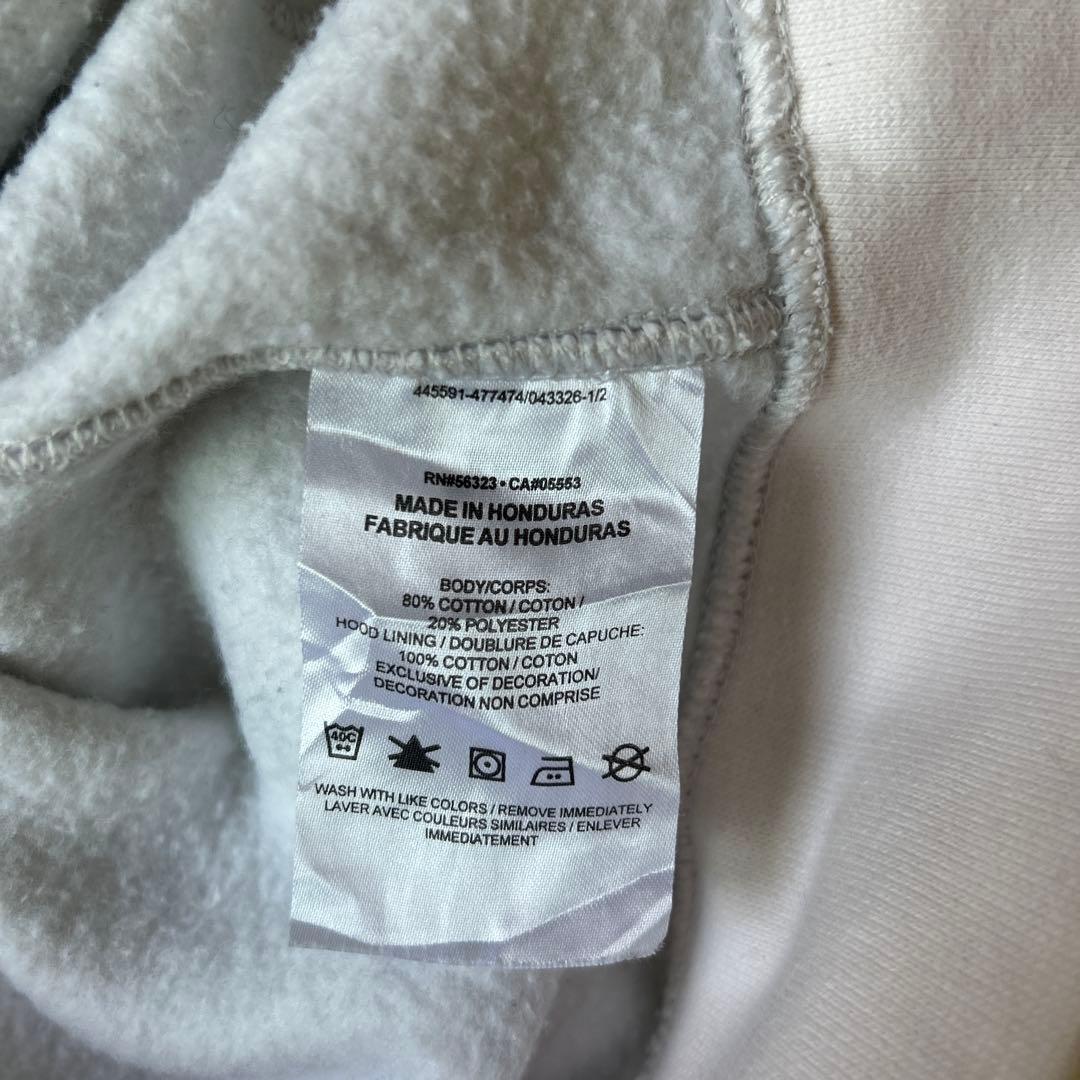 445591-477474/043326-1/2
RN#56323 • CA#05553
MADE IN HONDURAS
FABRIQUE AU HONDURAS
BODY/CORPS:
80% COTTON / COTON /
20% POLYESTER
HOOD LINING / DOUBLURE DE CAPUCHE:
100% COTTON / COTON
EXCLUSIVE OF DECORATION/
DECORATION NON COMPRISE
40C
WASH WITH LIKE COLORS / REMOVE IMMEDIATELY
LAVER AVEC COULEURS SIMILAIRES / ENLEVER
IMMEDIATEMENT